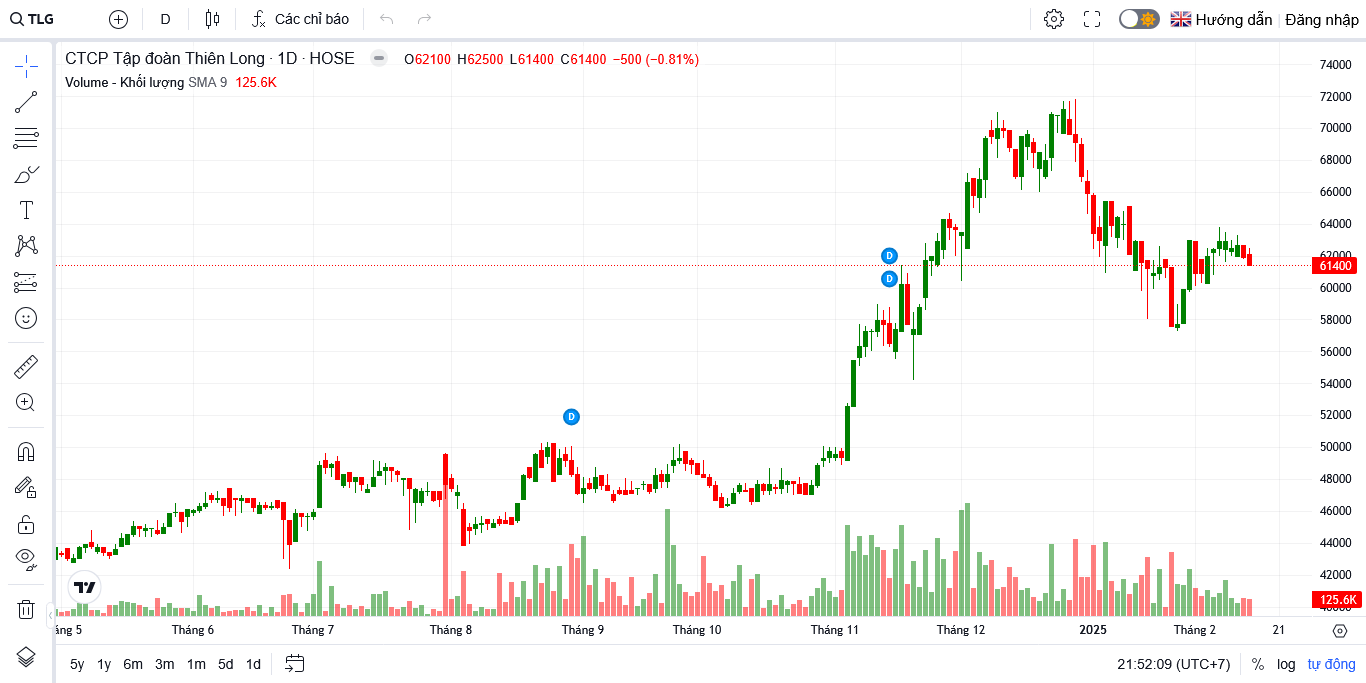 TLG D Các chỉ báo Hướng dẫn Đăng nhập
CTCP Tập đoàn Thiên Long · 1D · HOSE O62100 H62500 L61400 C61400 −500 (−0.81%)
Volume - Khối lượng SMA 9 125.6K
74000
72000
70000
68000
66000
64000
62000
61400
60000
58000
56000
54000
52000
50000
48000
46000
44000
42000
125.6K
40000
D
D
D
áng 5 Tháng 6 Tháng 7 Tháng 8 Tháng 9 Tháng 10 Tháng 11 Tháng 12 2025 Tháng 2 21
5y 1y 6m 3m 1m 5d 1d 21:52:09 (UTC+7) % log tự động